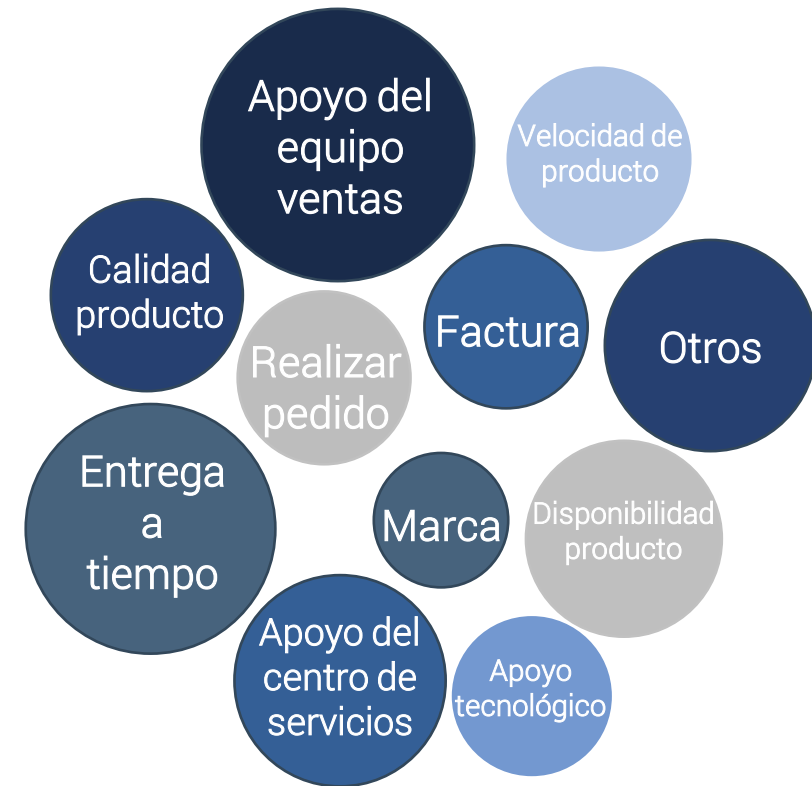 Apoyo del
equipo
ventas
Velocidad de
producto
Calidad
producto
Factura
Otros
Realizar
pedido
Entrega
a
tiempo
Marca
Disponibilidad
producto
Apoyo del
centro de
servicios
Apoyo
tecnológico